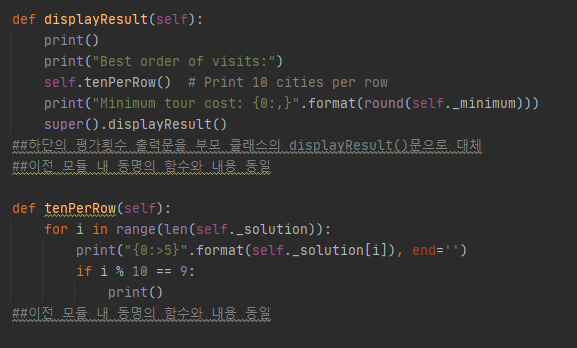 def displayResult(self):
    print()
    print("Best order of visits:")
    self.tenPerRow()  # Print 10 cities per row
    print("Minimum tour cost: {0:,}".format(round(self._minimum)))
    super().displayResult()
##하단의 평가횟수 출력문을 부모 클래스의 displayResult()문으로 대체
##이전 모듈 내 동명의 함수와 내용 동일

def tenPerRow(self):
    for i in range(len(self._solution)):
        print("{0:>5}".format(self._solution[i]), end='')
        if i % 10 == 9:
            print()
##이전 모듈 내 동명의 함수와 내용 동일